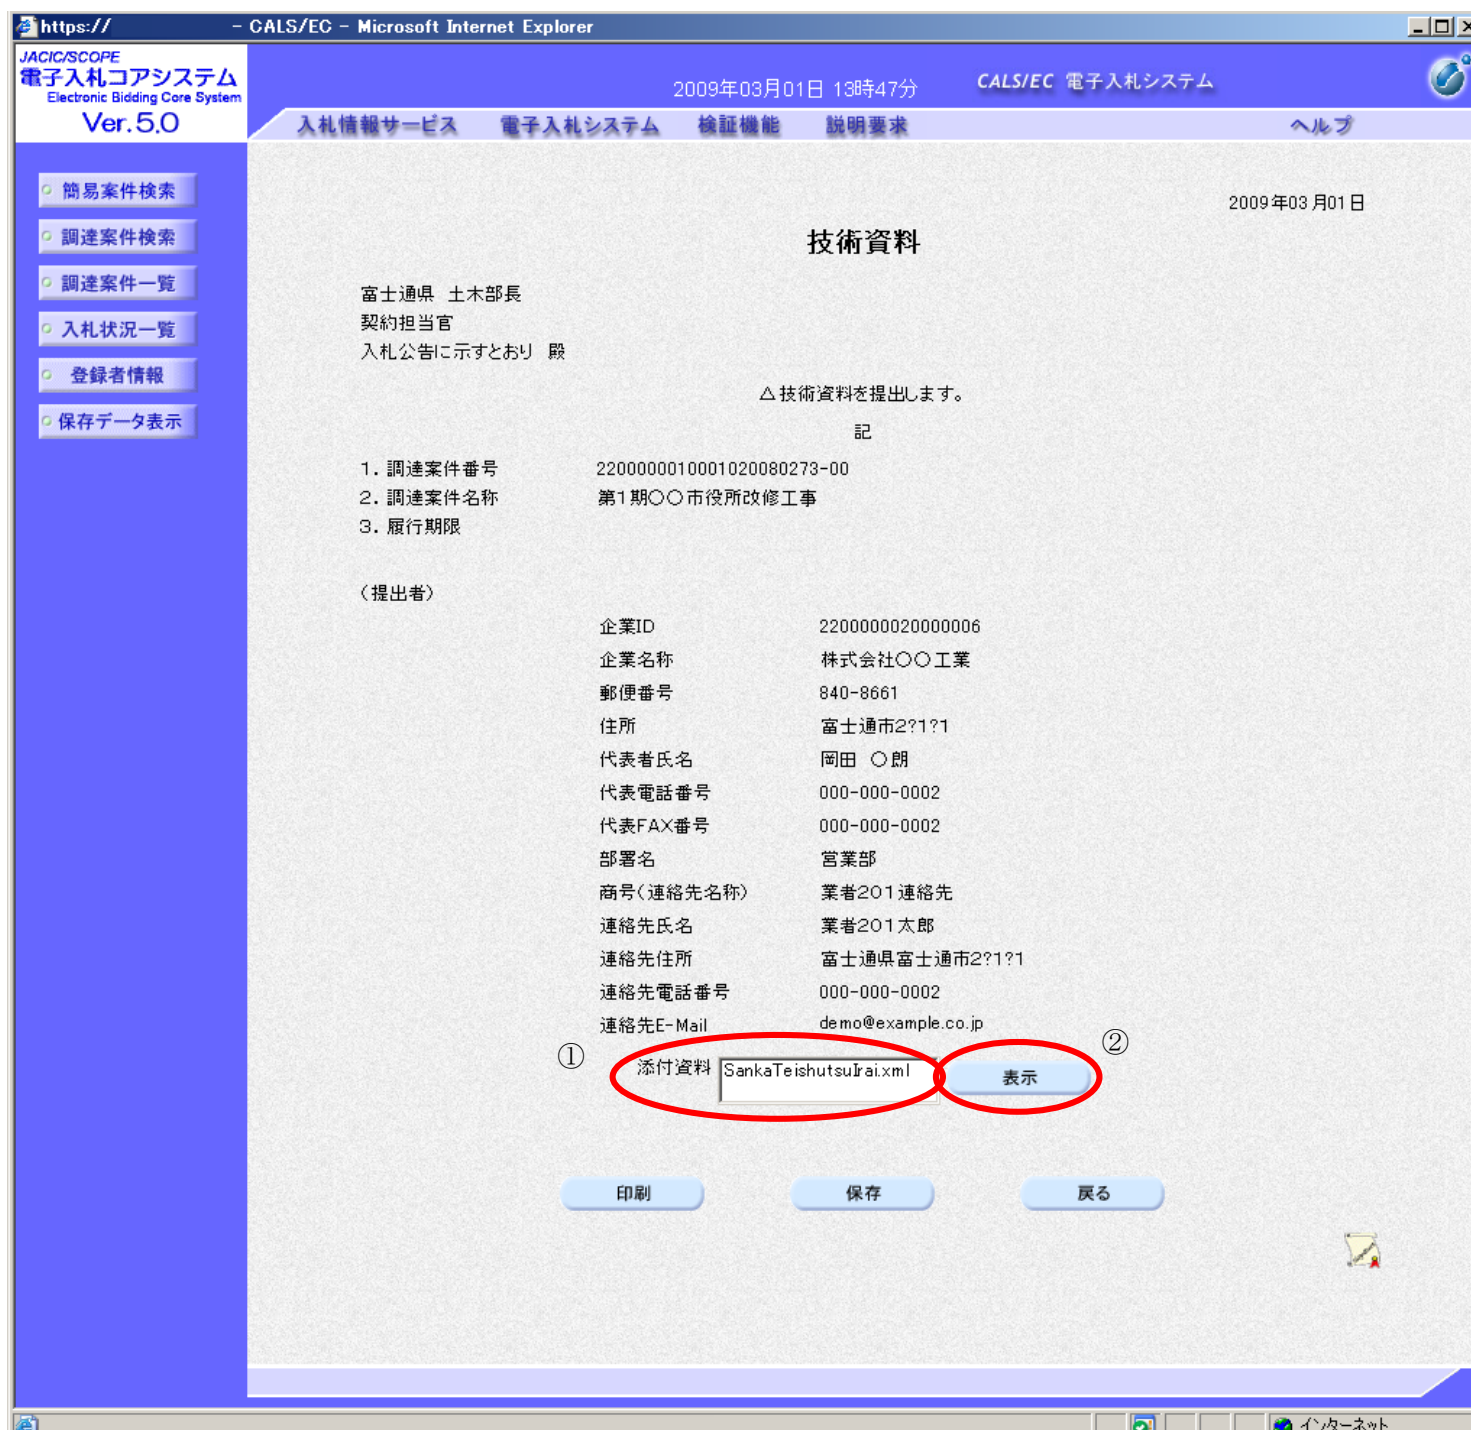 https:// - CALS/EC - Microsoft Internet Explorer
JACIC/SCOPE
電子入札コアシステム
Electronic Bidding Core System
Ver.5.0
2009年03月01日 13時47分
CALS/EC 電子入札システム
入札情報サービス 電子入札システム 検証機能 説明要求 ヘルプ
簡易案件検索
調達案件検索
調達案件一覧
入札状況一覧
登録者情報
保存データ表示
2009年03月01日
技術資料
富士通県 土木部長
契約担当官
入札公告に示すとおり 殿
△技術資料を提出します。
記
1.調達案件番号 2200000010001020080273-00
2.調達案件名称 第1期〇〇市役所改修工事
3.履行期限
(提出者)
企業ID 2200000020000006
企業名称 株式会社〇〇工業
郵便番号 840-8661
住所 富士通市2?1?1
代表者氏名 岡田 〇朗
代表電話番号 000-000-0002
代表FAX番号 000-000-0002
部署名 営業部
商号(連絡先名称) 業者201連絡先
連絡先氏名 業者201太郎
連絡先住所 富士通県富士通市2?1?1
連絡先電話番号 000-000-0002
連絡先E-Mail demo@example.co.jp
① ②
添付資料 SankaTeishutsuIrai.xml 表示
印刷 保存 戻る
インターネット